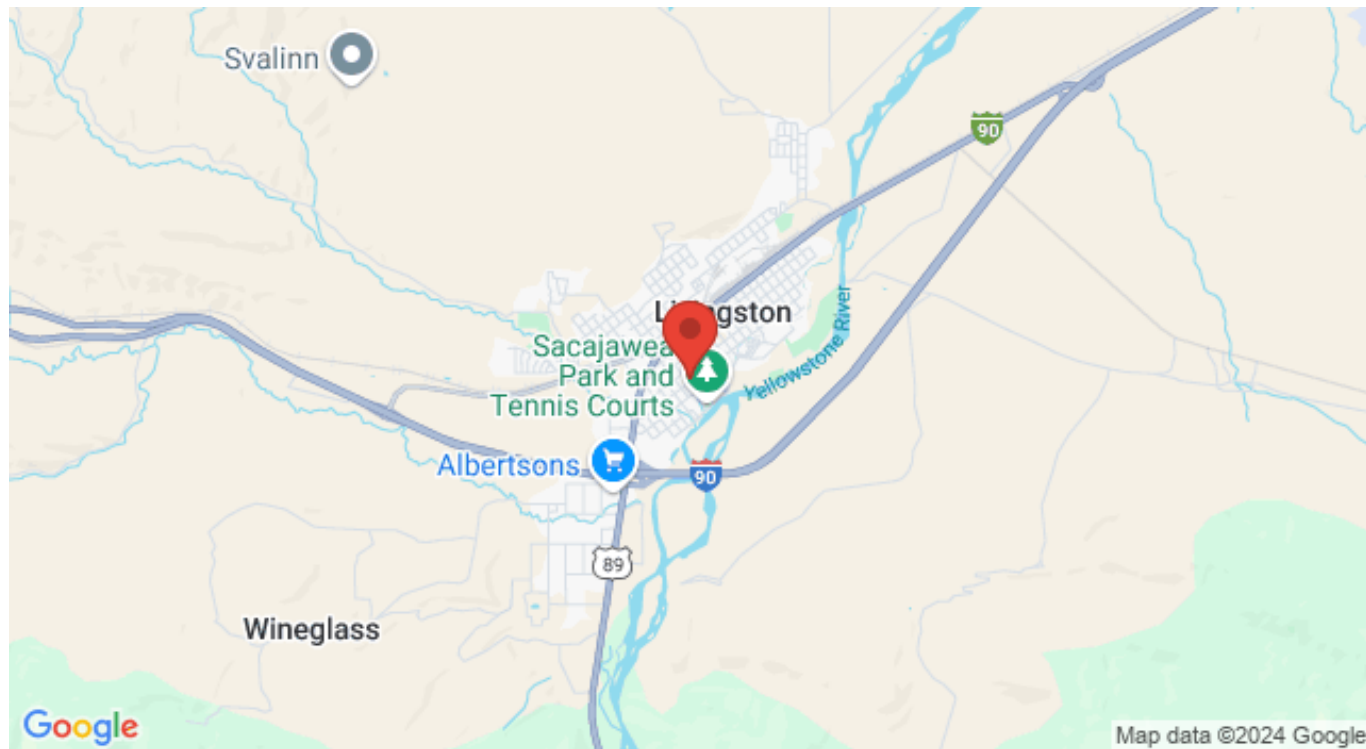 Svalinn
90
Livingston
Sacajawea
Park and
Tennis Courts
Yellowstone River
Albertsons
90
89
Wineglass
Google
Map data ©2024 Google